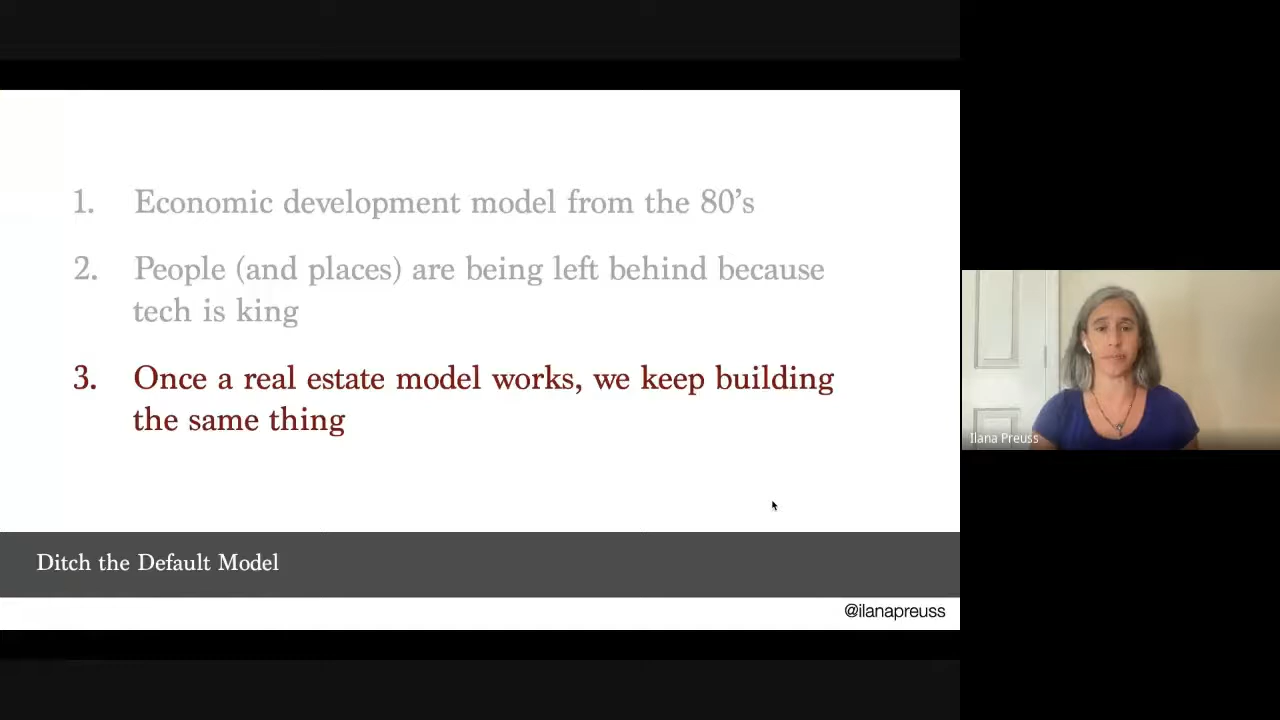 1. Economic development model from the 80’s
2. People (and places) are being left behind because
tech is king
3. Once a real estate model works, we keep building
the same thing
Ilana Preuss
Ditch the Default Model
@ilanapreuss